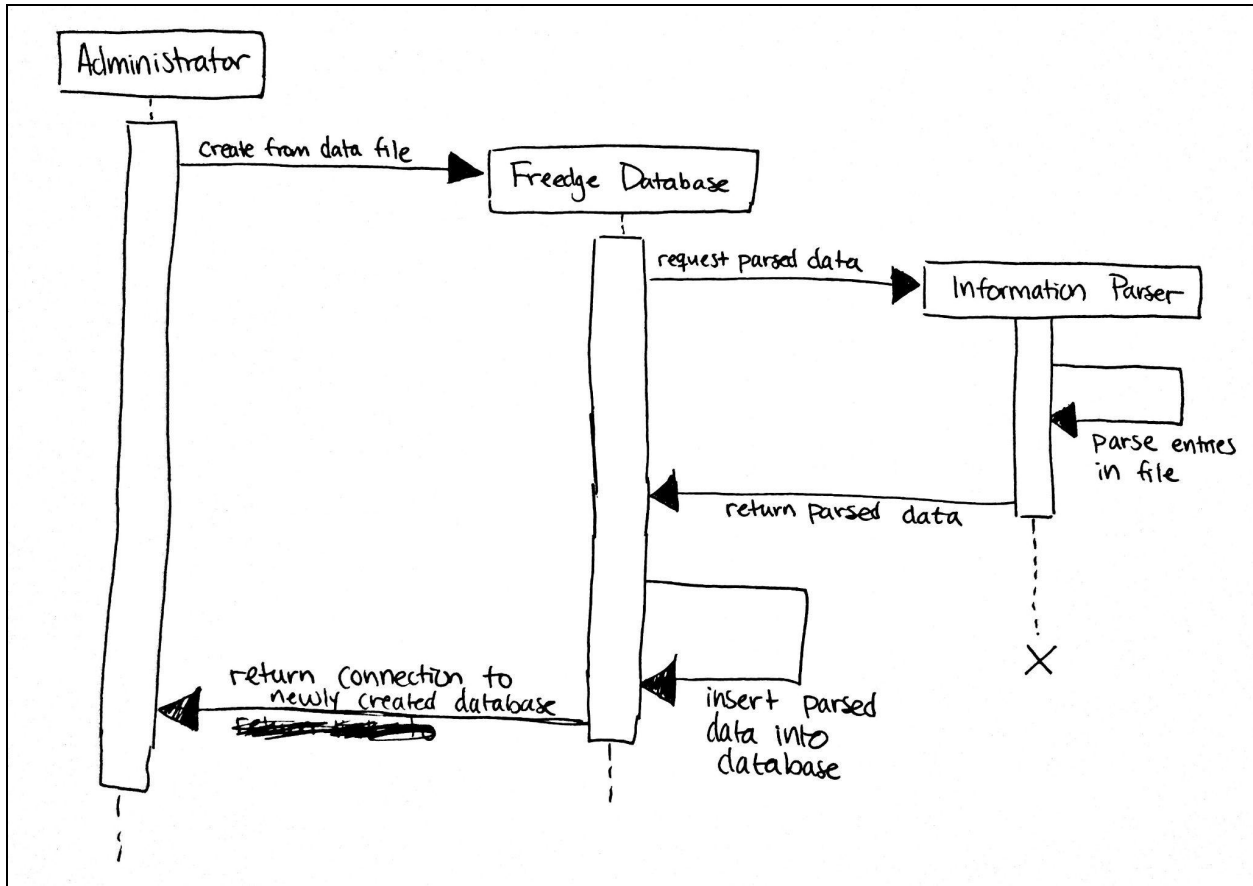 Administrator
create from data file
Freedge Database
request parsed data
Information Parser
parse entries
in file
return parsed data
return connection to
newly created database
insert parsed
data into
database